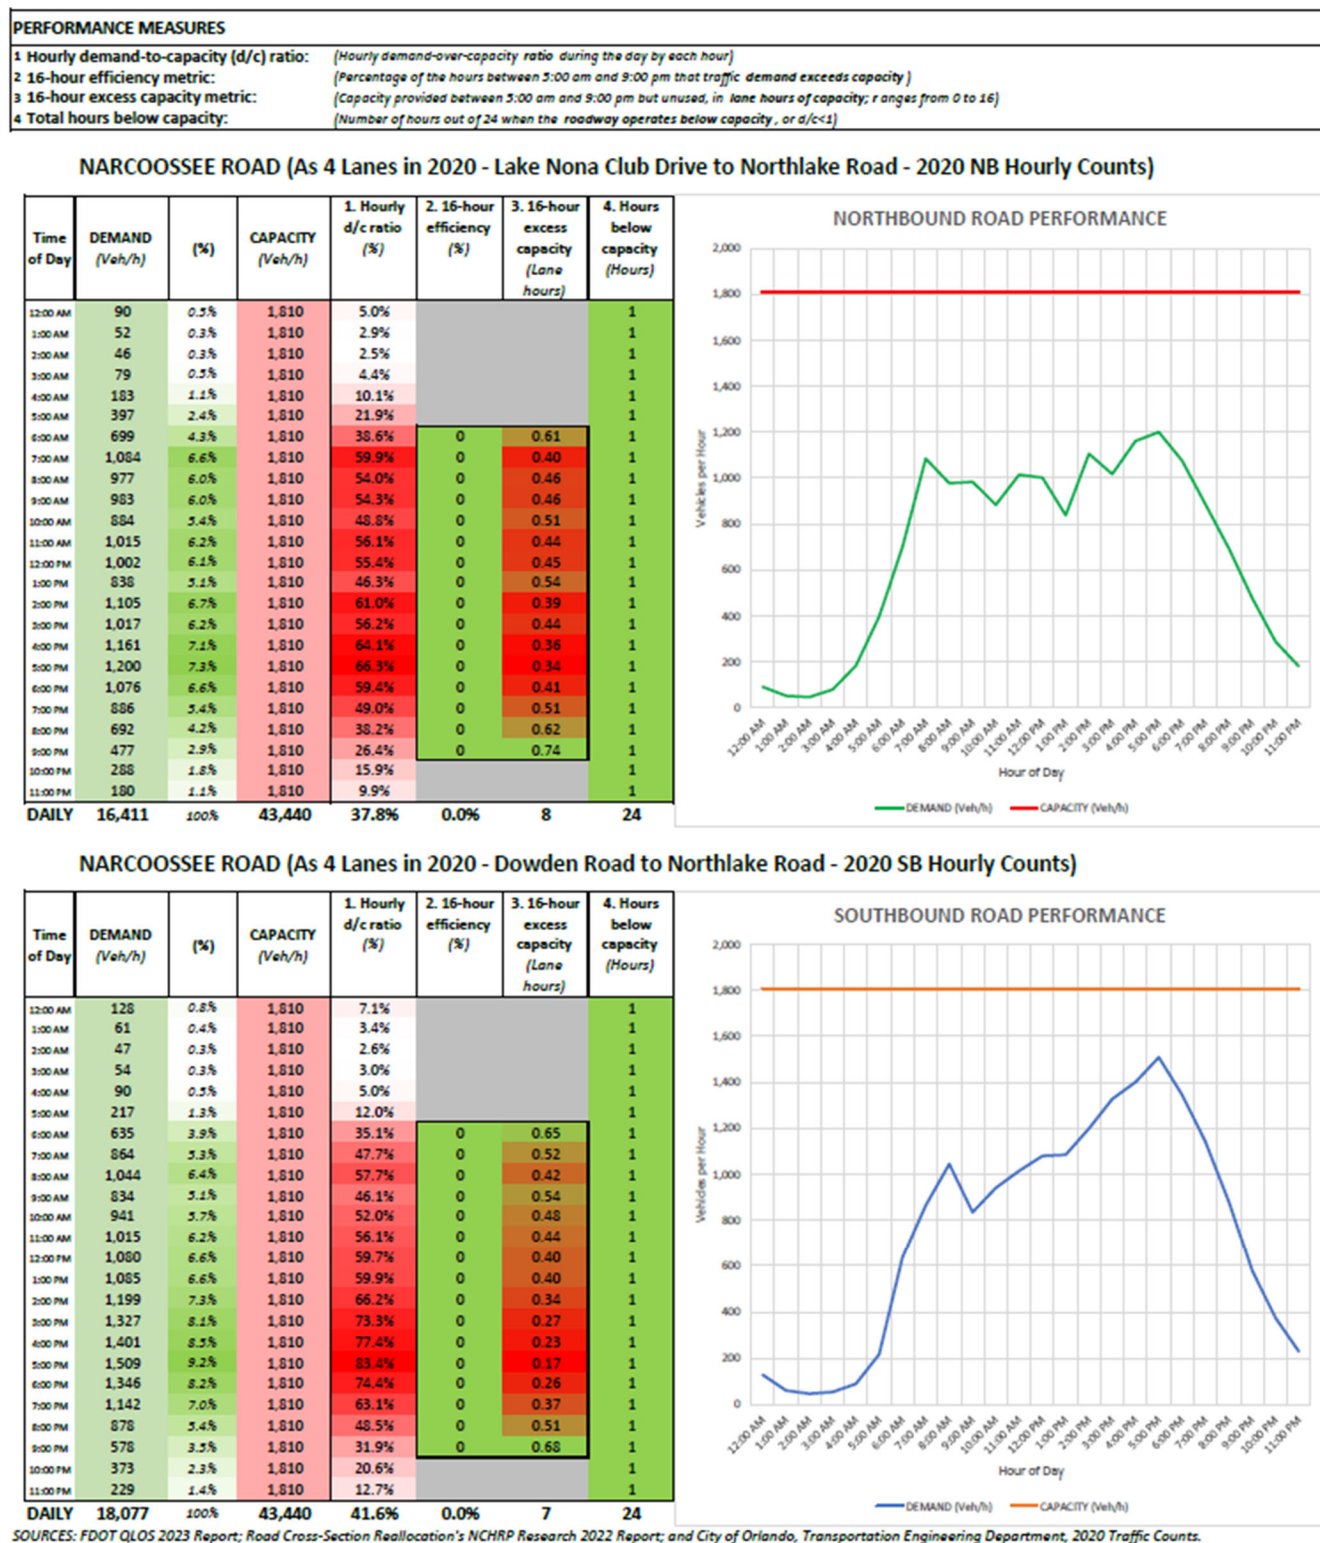 PERFORMANCE MEASURES
1 Hourly demand-to-capacity (d/c) ratio: (Hourly demand-over-capacity ratio during the day by each hour)
2 16-hour efficiency metric: (Percentage of the hours between 5:00 am and 9:00 pm that traffic demand exceeds capacity )
3 16-hour excess capacity metric: (Capacity provided between 5:00 am and 9:00 pm but unused, in lane hours of capacity; r anges from 0 to 16)
4 Total hours below capacity: (Number of hours out of 24 when the roadway operates below capacity , or d/c<1)
NARCOOSSEE ROAD (As 4 Lanes in 2020 - Lake Nona Club Drive to Northlake Road - 2020 NB Hourly Counts)
Time of Day DEMAND (Veh/h) (%) CAPACITY (Veh/h) 1. Hourly d/c ratio (%) 2. 16-hour efficiency (%) 3. 16-hour excess capacity (Lane hours) 4. Hours below capacity (Hours)
12:00 AM 90 0.5% 1,810 5.0% 1
1:00 AM 52 0.3% 1,810 2.9% 1
2:00 AM 46 0.3% 1,810 2.5% 1
3:00 AM 79 0.5% 1,810 4.4% 1
4:00 AM 183 1.1% 1,810 10.1% 1
5:00 AM 397 2.4% 1,810 21.9% 1
6:00 AM 699 4.3% 1,810 38.6% 0 0.61 1
7:00 AM 1,084 6.6% 1,810 59.9% 0 0.40 1
8:00 AM 977 6.0% 1,810 54.0% 0 0.46 1
9:00 AM 983 6.0% 1,810 54.3% 0 0.46 1
10:00 AM 884 5.4% 1,810 48.8% 0 0.51 1
11:00 AM 1,015 6.2% 1,810 56.1% 0 0.44 1
12:00 PM 1,002 6.1% 1,810 55.4% 0 0.45 1
1:00 PM 838 5.1% 1,810 46.3% 0 0.54 1
2:00 PM 1,105 6.7% 1,810 61.0% 0 0.39 1
3:00 PM 1,017 6.2% 1,810 56.2% 0 0.44 1
4:00 PM 1,161 7.1% 1,810 64.1% 0 0.36 1
5:00 PM 1,200 7.3% 1,810 66.3% 0 0.34 1
6:00 PM 1,076 6.6% 1,810 59.4% 0 0.41 1
7:00 PM 886 5.4% 1,810 49.0% 0 0.51 1
8:00 PM 692 4.2% 1,810 38.2% 0 0.62 1
9:00 PM 477 2.9% 1,810 26.4% 0 0.74 1
10:00 PM 288 1.8% 1,810 15.9% 1
11:00 PM 180 1.1% 1,810 9.9% 1
DAILY 16,411 100% 43,440 37.8% 0.0% 8 24
NORTHBOUND ROAD PERFORMANCE
2,000
1,800
1,600
1,400
1,200
1,000
800
600
400
200
0
Vehicles per Hour
12:00 AM 1:00 AM 2:00 AM 3:00 AM 4:00 AM 5:00 AM 6:00 AM 7:00 AM 8:00 AM 9:00 AM 10:00 AM 11:00 AM 12:00 PM 1:00 PM 2:00 PM 3:00 PM 4:00 PM 5:00 PM 6:00 PM 7:00 PM 8:00 PM 9:00 PM 10:00 PM 11:00 PM
Hour of Day
DEMAND (Veh/h) CAPACITY (Veh/h)
NARCOOSSEE ROAD (As 4 Lanes in 2020 - Dowden Road to Northlake Road - 2020 SB Hourly Counts)
Time of Day DEMAND (Veh/h) (%) CAPACITY (Veh/h) 1. Hourly d/c ratio (%) 2. 16-hour efficiency (%) 3. 16-hour excess capacity (Lane hours) 4. Hours below capacity (Hours)
12:00 AM 128 0.8% 1,810 7.1% 1
1:00 AM 61 0.4% 1,810 3.4% 1
2:00 AM 47 0.3% 1,810 2.6% 1
3:00 AM 54 0.3% 1,810 3.0% 1
4:00 AM 90 0.5% 1,810 5.0% 1
5:00 AM 217 1.3% 1,810 12.0% 1
6:00 AM 635 3.9% 1,810 35.1% 0 0.65 1
7:00 AM 864 5.3% 1,810 47.7% 0 0.52 1
8:00 AM 1,044 6.4% 1,810 57.7% 0 0.42 1
9:00 AM 834 5.1% 1,810 46.1% 0 0.54 1
10:00 AM 941 5.7% 1,810 52.0% 0 0.48 1
11:00 AM 1,015 6.2% 1,810 56.1% 0 0.44 1
12:00 PM 1,080 6.6% 1,810 59.7% 0 0.40 1
1:00 PM 1,085 6.6% 1,810 59.9% 0 0.40 1
2:00 PM 1,199 7.3% 1,810 66.2% 0 0.34 1
3:00 PM 1,327 8.1% 1,810 73.3% 0 0.27 1
4:00 PM 1,401 8.5% 1,810 77.4% 0 0.23 1
5:00 PM 1,509 9.2% 1,810 83.4% 0 0.17 1
6:00 PM 1,346 8.2% 1,810 74.4% 0 0.26 1
7:00 PM 1,142 7.0% 1,810 63.1% 0 0.37 1
8:00 PM 878 5.4% 1,810 48.5% 0 0.51 1
9:00 PM 578 3.5% 1,810 31.9% 0 0.68 1
10:00 PM 373 2.3% 1,810 20.6% 1
11:00 PM 229 1.4% 1,810 12.7% 1
DAILY 18,077 100% 43,440 41.6% 0.0% 7 24
SOUTHBOUND ROAD PERFORMANCE
2,000
1,800
1,600
1,400
1,200
1,000
800
600
400
200
0
Vehicles per Hour
12:00 AM 1:00 AM 2:00 AM 3:00 AM 4:00 AM 5:00 AM 6:00 AM 7:00 AM 8:00 AM 9:00 AM 10:00 AM 11:00 AM 12:00 PM 1:00 PM 2:00 PM 3:00 PM 4:00 PM 5:00 PM 6:00 PM 7:00 PM 8:00 PM 9:00 PM 10:00 PM 11:00 PM
Hour of Day
DEMAND (Veh/h) CAPACITY (Veh/h)
SOURCES: FDOT QLOS 2023 Report; Road Cross-Section Reallocation's NCHRP Research 2022 Report; and City of Orlando, Transportation Engineering Department, 2020 Traffic Counts.